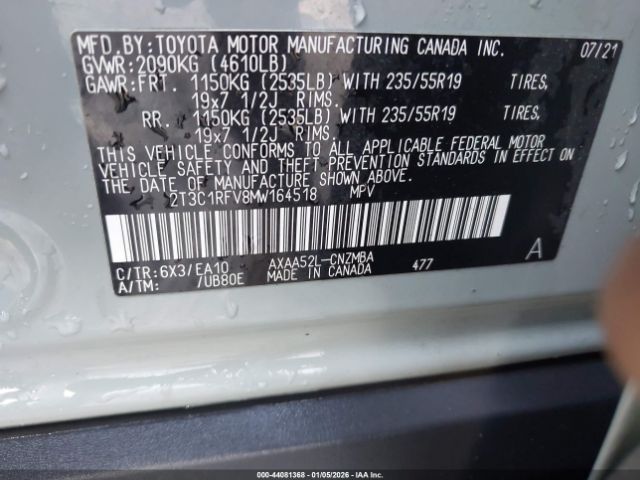 MFD.BY:TOYOTA MOTOR MANUFACTURING CANADA INC. 07/21
GVWR:2090KG (4610LB)
GAWR:FRT. 1150KG (2535LB) WITH 235/55R19 TIRES,
19x7 1/2J RIMS.
RR. 1150KG (2535LB) WITH 235/55R19 TIRES,
19x7 1/2J RIMS.
THIS VEHICLE CONFORMS TO ALL APPLICABLE FEDERAL MOTOR
VEHICLE SAFETY AND THEFT PREVENTION STANDARDS IN EFFECT ON
THE DATE OF MANUFACTURE SHOWN ABOVE.
2T3C1RFV8MW164518 MPV
A
C/TR:6X3/EA10 AXAA52L-CNZMBA 477
A/TM: /UB80E MADE IN CANADA
000-44081368 - 01/05/2026 - IAA Corp.